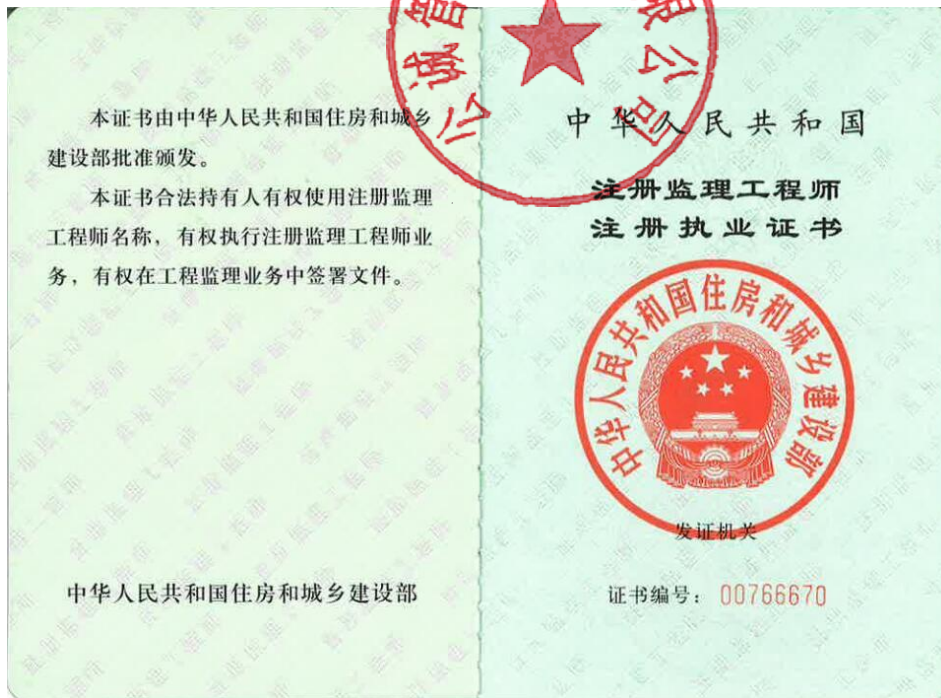 本证书由中华人民共和国住房和城乡
建设部批准颁发。
本证书合法持有人有权使用注册监理
工程师名称，有权执行注册监理工程师业
务，有权在工程监理业务中签署文件。
中华人民共和国住房和城乡建设部
公诚管
限公司
中华人民共和国
注册监理工程师
注册执业证书
中华人民共和国住房和城乡建设部
发证机关
证书编号：00766670